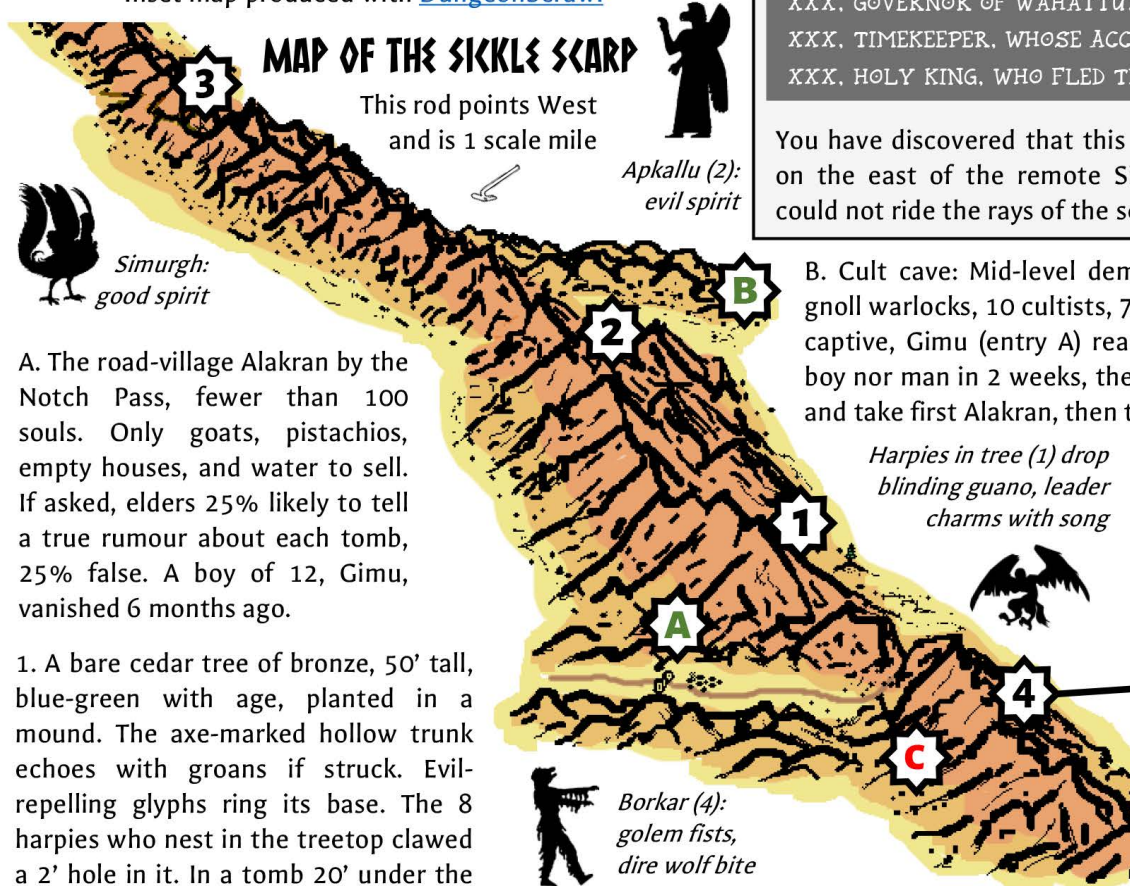 Inset map produced with DungeonScrawl
MAP OF THE SICKLE SCARP
This rod points West
and is 1 scale mile
3
Apkallu (2):
evil spirit
XXX, GOVERNOR OF WAHATTU
XXX, TIMEKEEPER, WHOSE ACC
XXX, HOLY KING, WHO FLED T
You have discovered that this
on the east of the remote S
could not ride the rays of the s
Simurgh:
good spirit
B
2
B. Cult cave: Mid-level dem
gnoll warlocks, 10 cultists, 7
captive, Gimu (entry A) rea
boy nor man in 2 weeks, the
and take first Alakran, then t
A. The road-village Alakran by the
Notch Pass, fewer than 100
souls. Only goats, pistachios,
empty houses, and water to sell.
If asked, elders 25% likely to tell
a true rumour about each tomb,
25% false. A boy of 12, Gimu,
vanished 6 months ago.
Harpies in tree (1) drop
blinding guano, leader
charms with song
1
A
4
C
1. A bare cedar tree of bronze, 50’ tall,
blue-green with age, planted in a
mound. The axe-marked hollow trunk
echoes with groans if struck. Evil-
repelling glyphs ring its base. The 8
harpies who nest in the treetop clawed
a 2’ hole in it. In a tomb 20’ under the
Borkar (4):
golem fists,
dire wolf bite